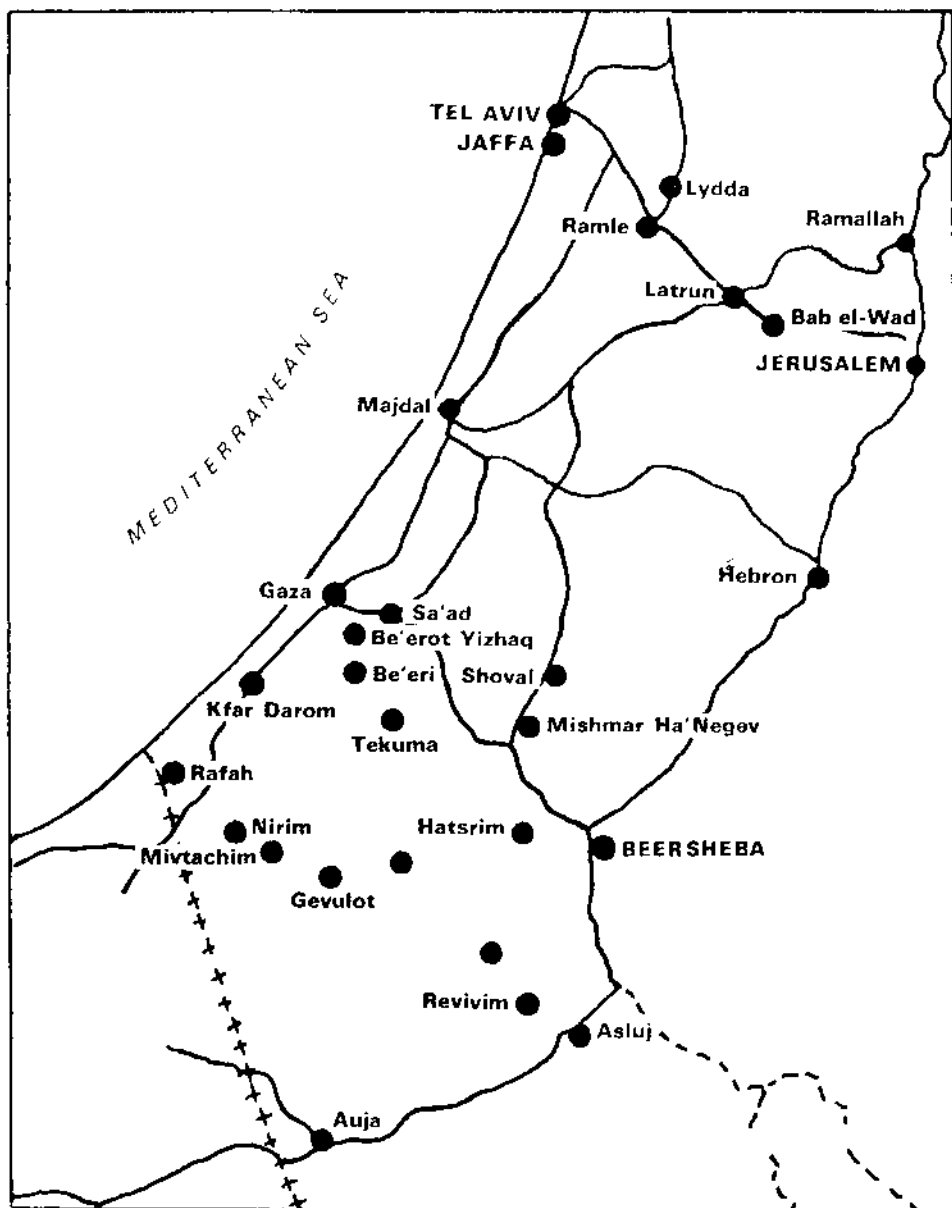 TEL AVIV
JAFFA
Lydda
Ramle
Ramallah
Latrun
Bab el-Wad
JERUSALEM
MEDITERRANEAN SEA
Majdal
Hebron
Gaza
Sa'ad
Be'erot Yizhaq
Be'eri
Shoval
Kfar Darom
Tekuma
Mishmar Ha'Negev
Rafah
Nirim
Hatsrim
Mivtachim
BEERSHEBA
Gevulot
Revivim
Asluj
Auja